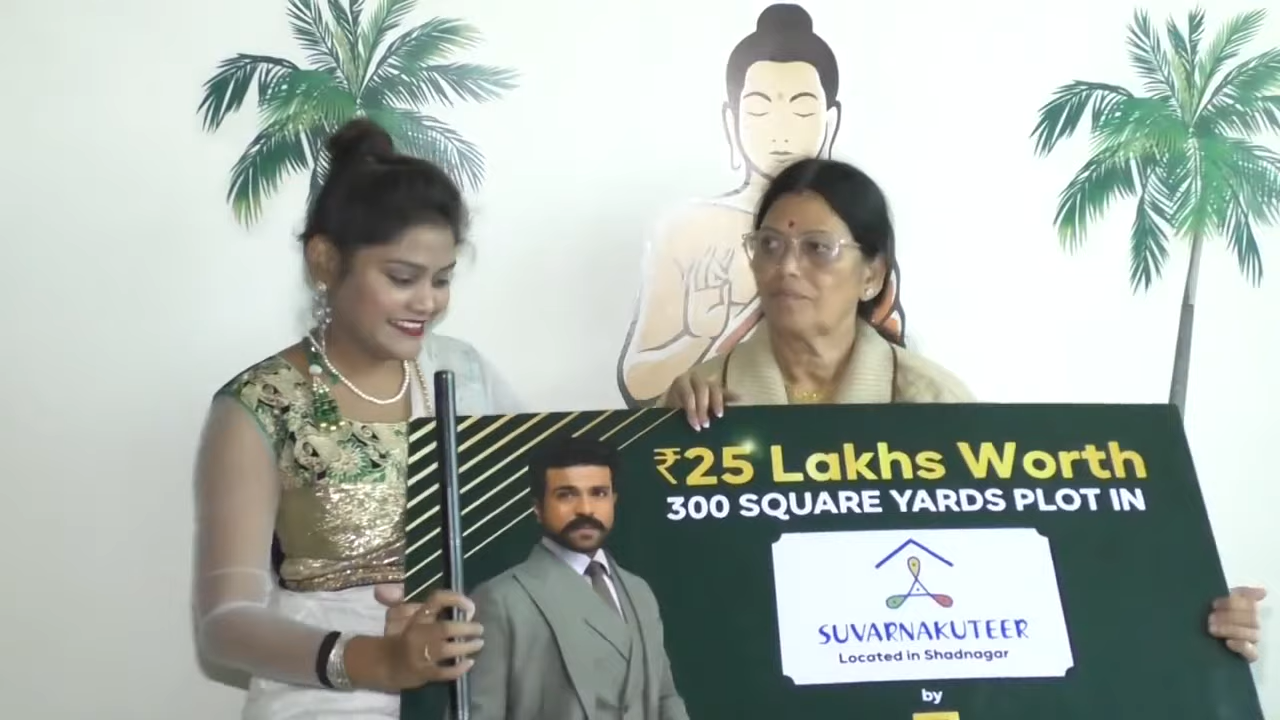 ₹25 Lakhs Worth
300 SQUARE YARDS PLOT IN
SUVARNAKUTEER
Located in Shadnagar
by